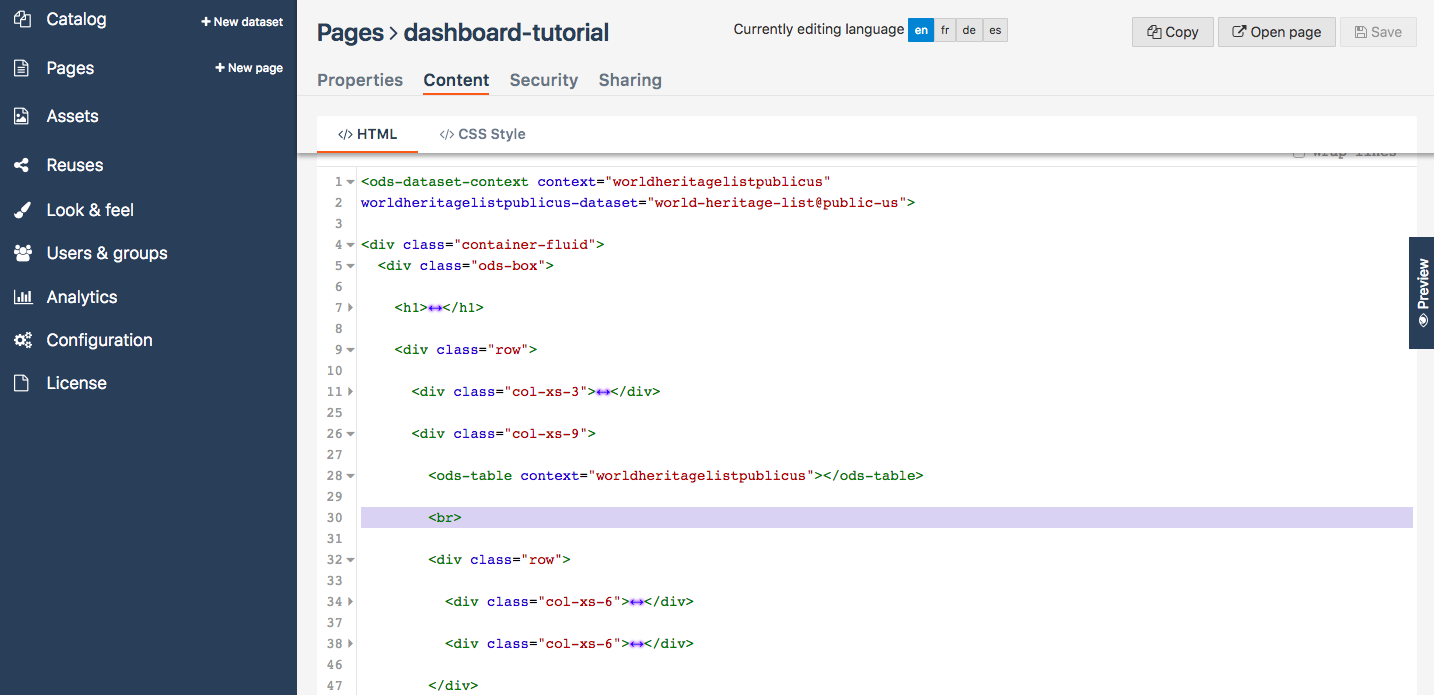 Catalog
+ New dataset
Pages
+ New page
Assets
Reuses
Look & feel
Users & groups
Analytics
Configuration
License
Pages > dashboard-tutorial
Currently editing language en fr de es
Copy
Open page
Save
Properties Content Security Sharing
</> HTML </> CSS Style
Wrap lines
1 <ods-dataset-context context="worldheritagelistpublicus"
2 worldheritagelistpublicus-dataset="world-heritage-list@public-us">
3
4 <div class="container-fluid">
5 <div class="ods-box">
6
7 <h1>↔</h1>
8
9 <div class="row">
10
11 <div class="col-xs-3">↔</div>
25
26 <div class="col-xs-9">
27
28 <ods-table context="worldheritagelistpublicus"></ods-table>
29
30 <br>
31
32 <div class="row">
33
34 <div class="col-xs-6">↔</div>
37
38 <div class="col-xs-6">↔</div>
46
47 </div>
Preview